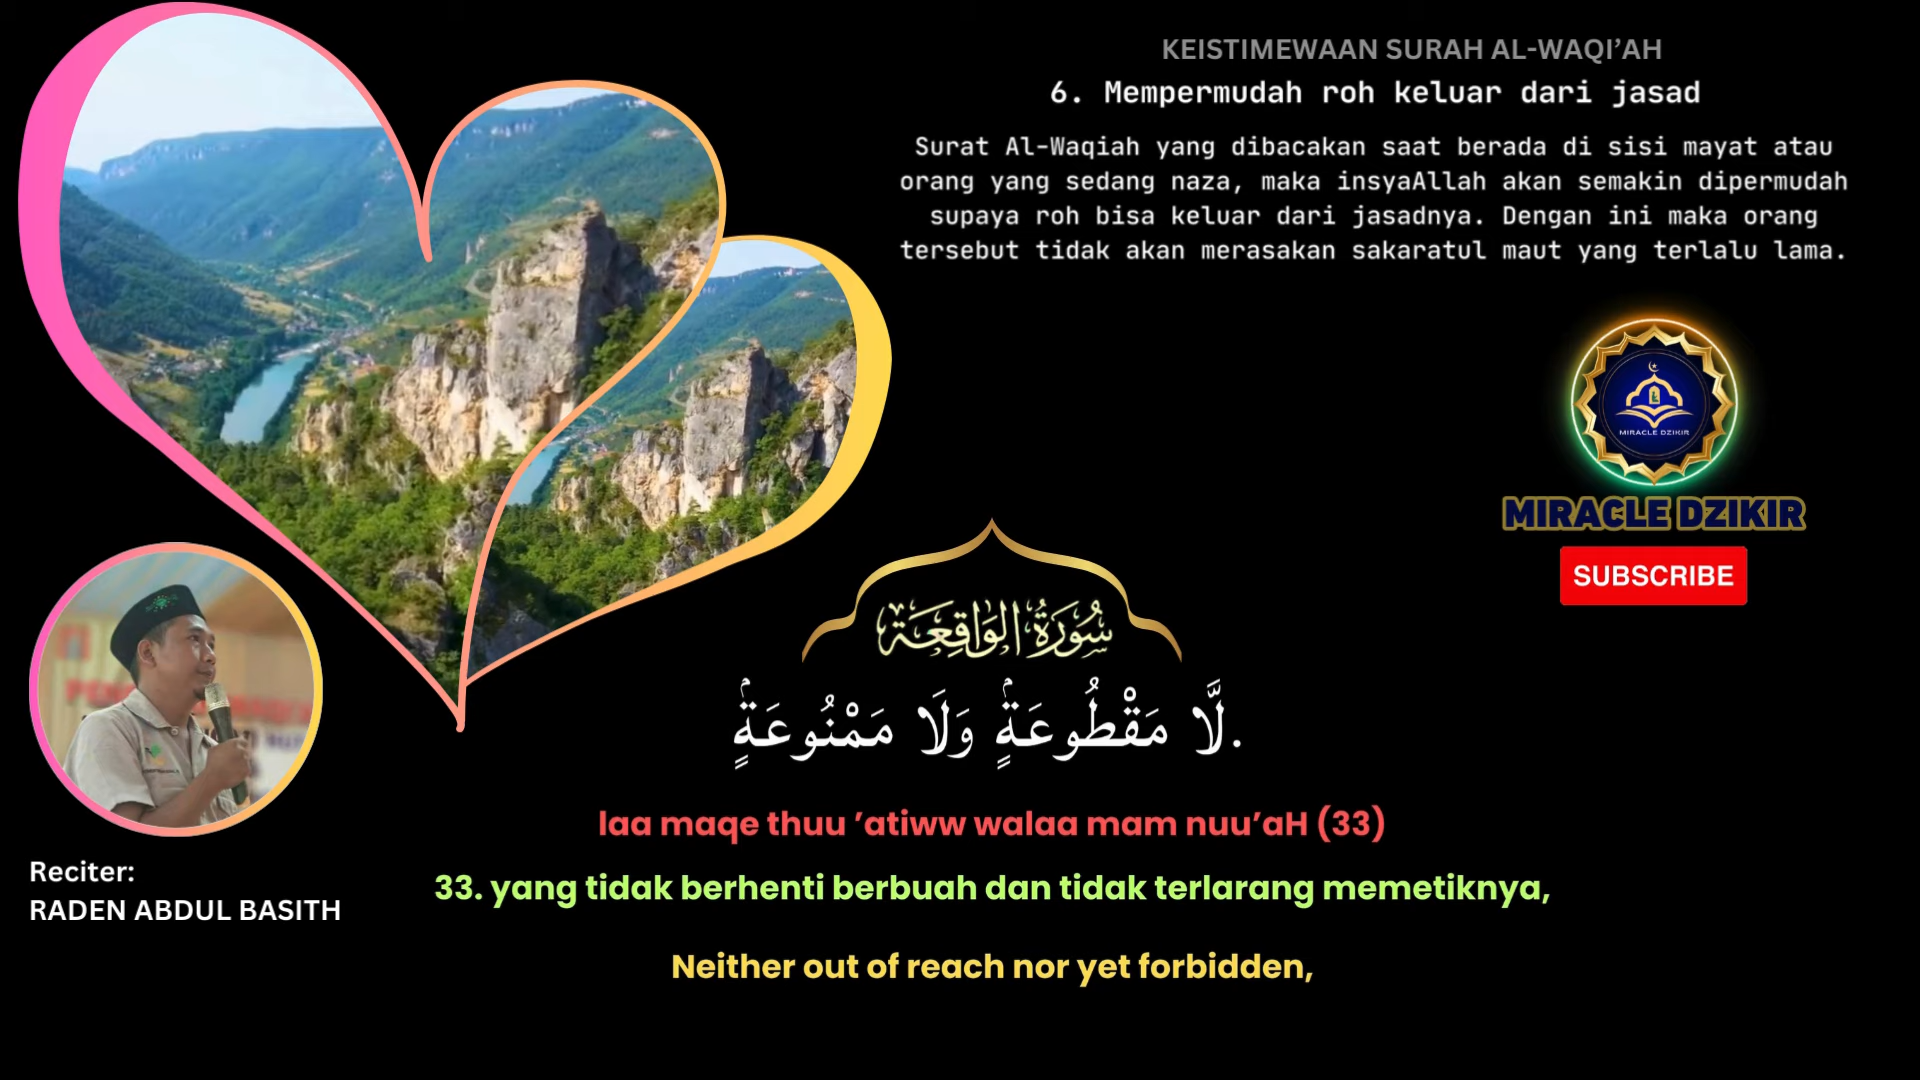 KEISTIMEWAAN SURAH AL-WAQI’AH
6. Mempermudah roh keluar dari jasad
Surat Al-Waqiah yang dibacakan saat berada di sisi mayat atau
orang yang sedang naza, maka insyaAllah akan semakin dipermudah
supaya roh bisa keluar dari jasadnya. Dengan ini maka orang
tersebut tidak akan merasakan sakaratul maut yang terlalu lama.
MIRACLE DZIKIR
MIRACLE DZIKIR
SUBSCRIBE
سُورَةُ الوَاقِعَة
لَّا مَقْطُوعَةٍۢ وَلَا مَمْنُوعَةٍۢ.
laa maqe thuu ’atiww walaa mam nuu’aH (33)
33. yang tidak berhenti berbuah dan tidak terlarang memetiknya,
Neither out of reach nor yet forbidden,
Reciter:
RADEN ABDUL BASITH